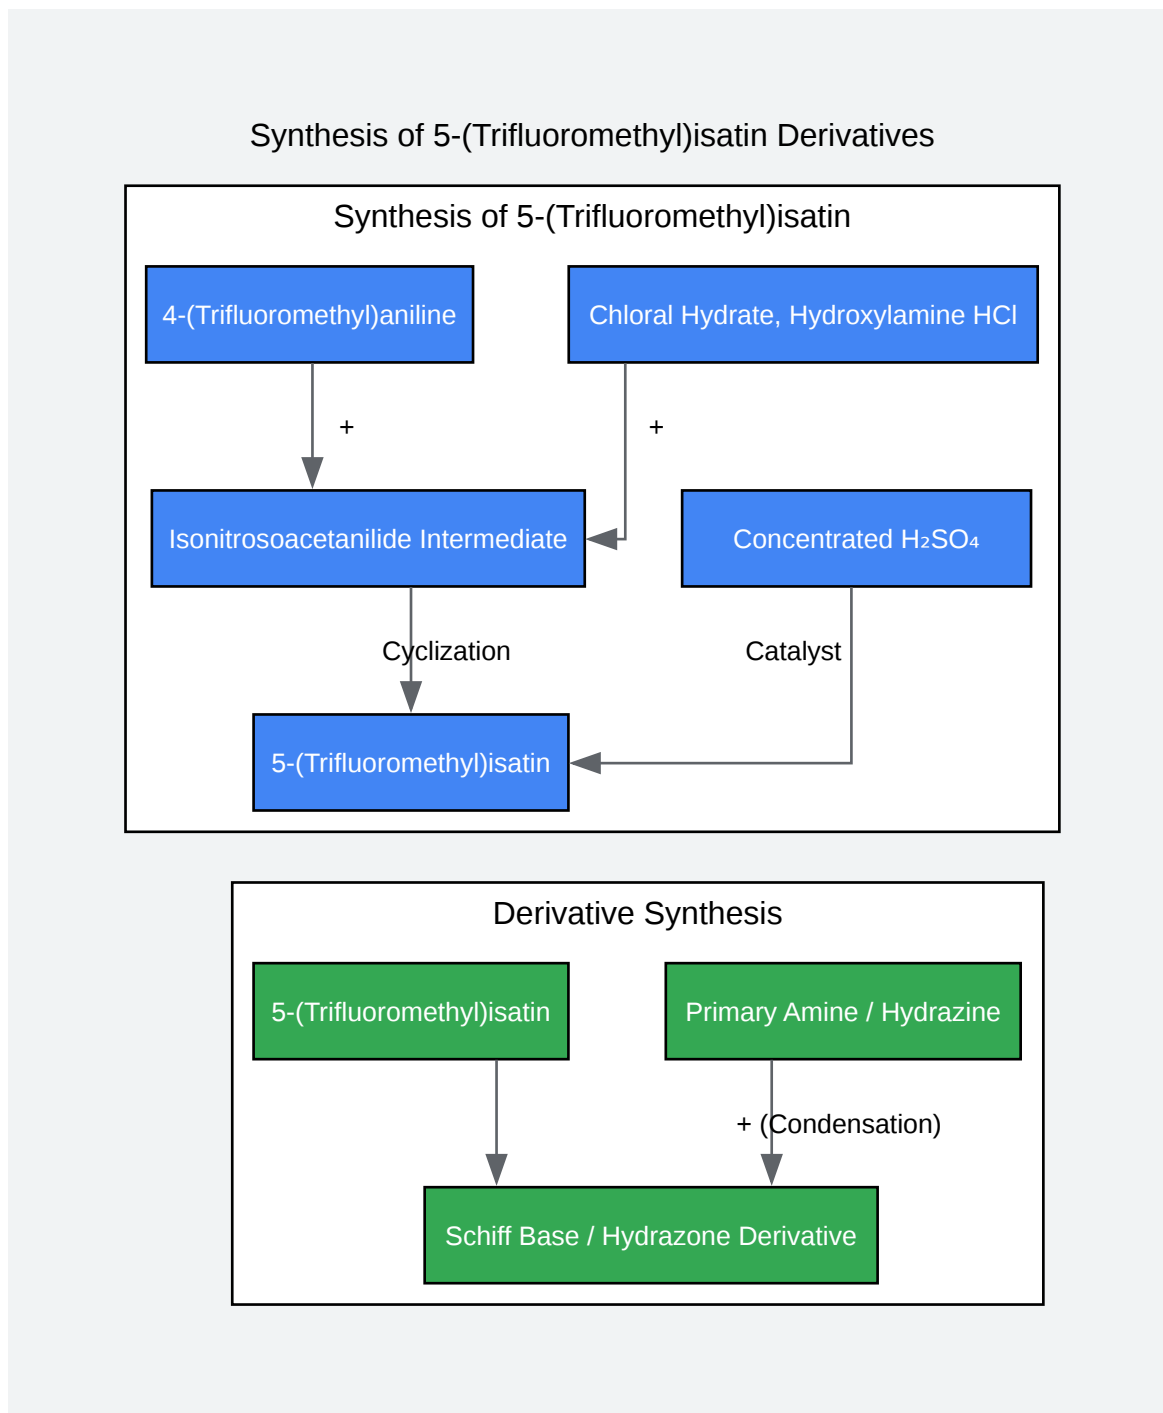 Synthesis of 5-(Trifluoromethyl)isatin Derivatives
Synthesis of 5-(Trifluoromethyl)isatin
4-(Trifluoromethyl)aniline
Chloral Hydrate, Hydroxylamine HCl
+
+
Isonitrosoacetanilide Intermediate
Concentrated H₂SO₄
Cyclization
Catalyst
5-(Trifluoromethyl)isatin
Derivative Synthesis
5-(Trifluoromethyl)isatin
Primary Amine / Hydrazine
+ (Condensation)
Schiff Base / Hydrazone Derivative